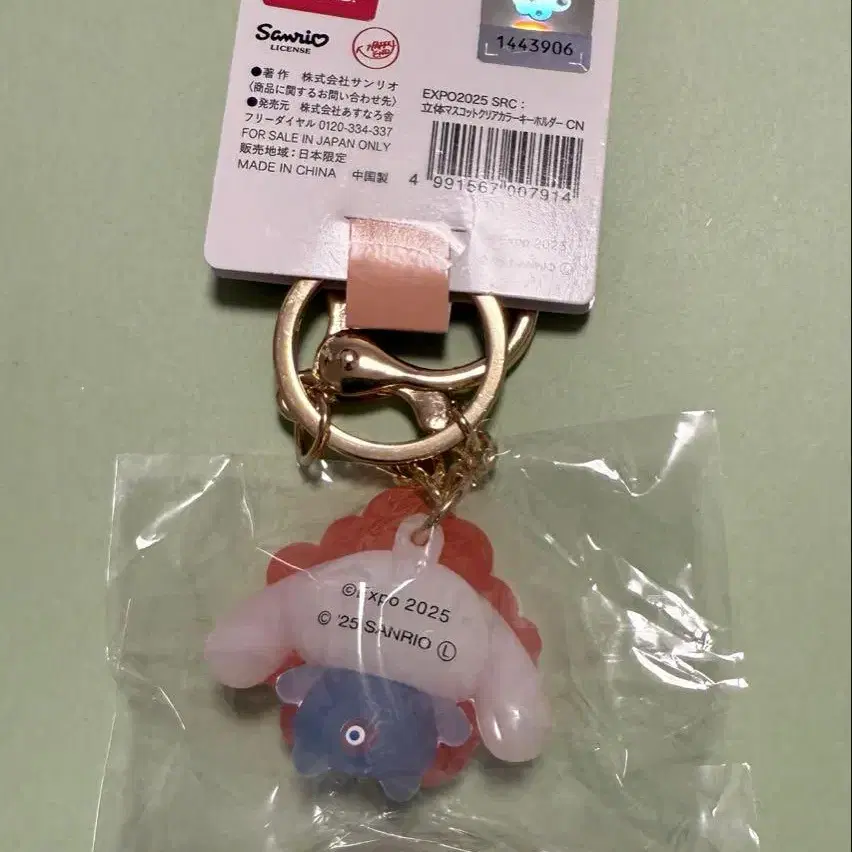 Sanrio
LICENSE
HAPPY END
1443906
●著作 株式会社サンリオ
〈商品に関するお問い合わせ先〉
●発売元 株式会社あすなろ舎
フリーダイヤル 0120-334-337
FOR SALE IN JAPAN ONLY
販売地域：日本限定
MADE IN CHINA 中国製
EXPO2025 SRC：
立体マスコットクリアカラーキーホルダー CN
4 991567 007914
©Expo 2025
© '25 SANRIO Ⓛ